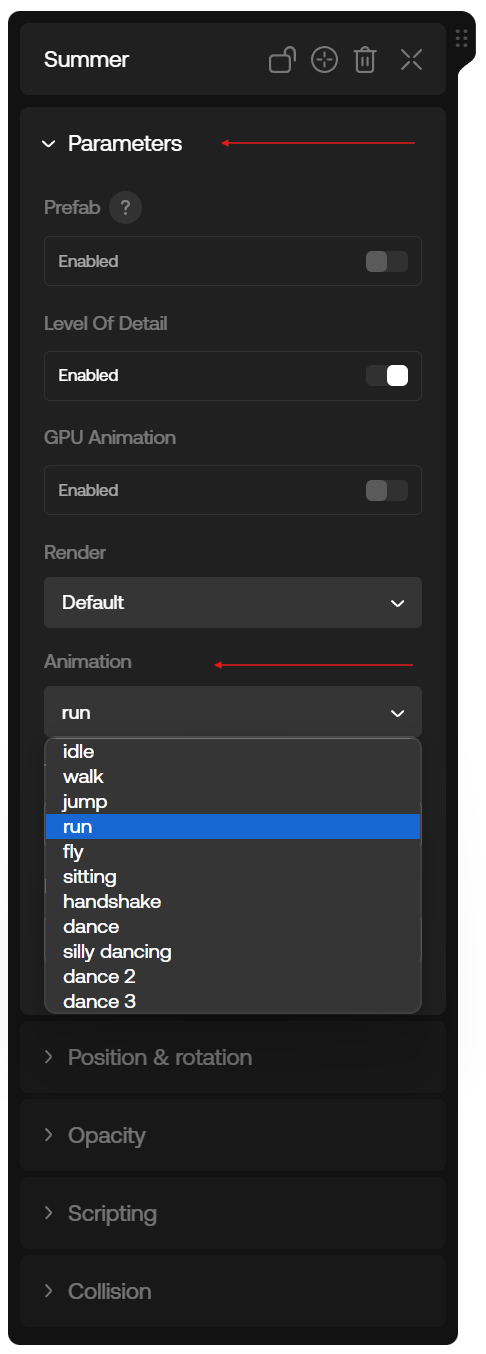 Summer
Parameters
Prefab ?
Enabled
Level Of Detail
Enabled
GPU Animation
Enabled
Render
Default
Animation
run
idle
walk
jump
run
fly
sitting
handshake
dance
silly dancing
dance 2
dance 3
Position & rotation
Opacity
Scripting
Collision